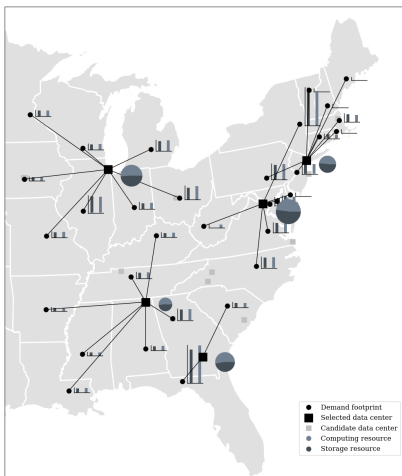 Demand footprint
Selected data center
Candidate data center
Computing resource
Storage resource